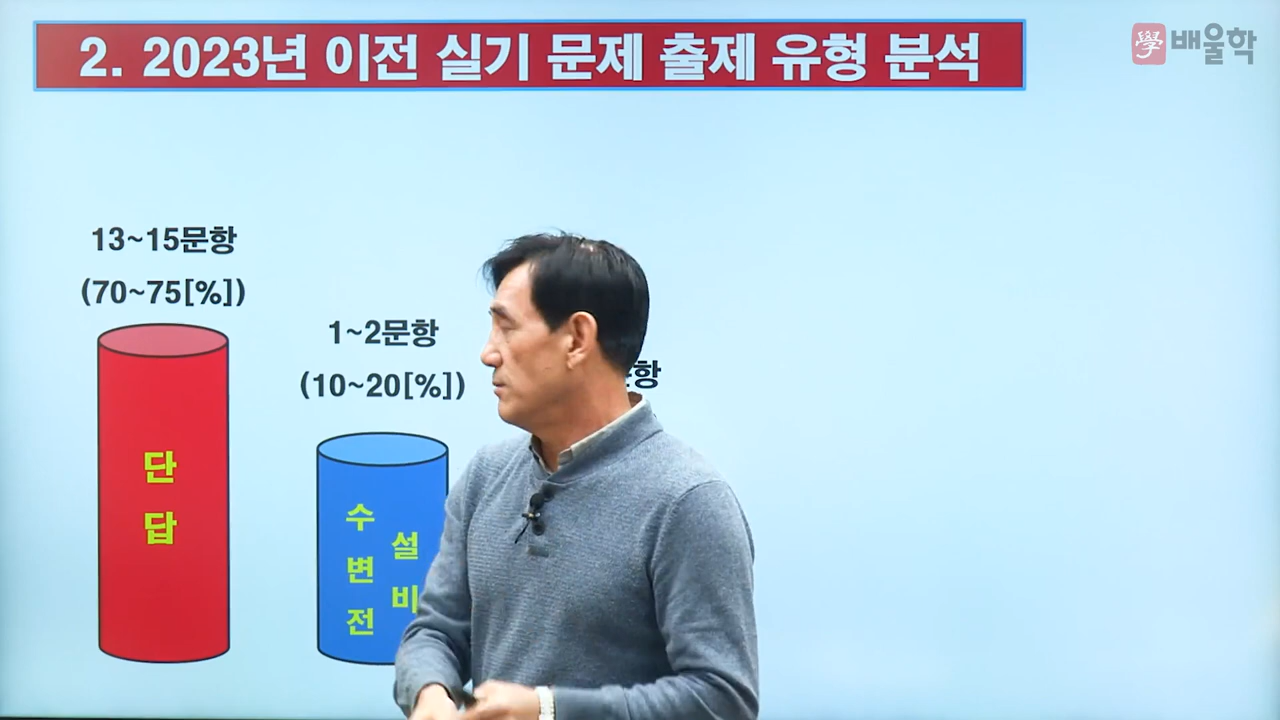 2. 2023년 이전 실기 문제 출제 유형 분석
學 배울학
13~15문항
(70~75[%])
단답
1~2문항
(10~20[%])
수변전
설비
항